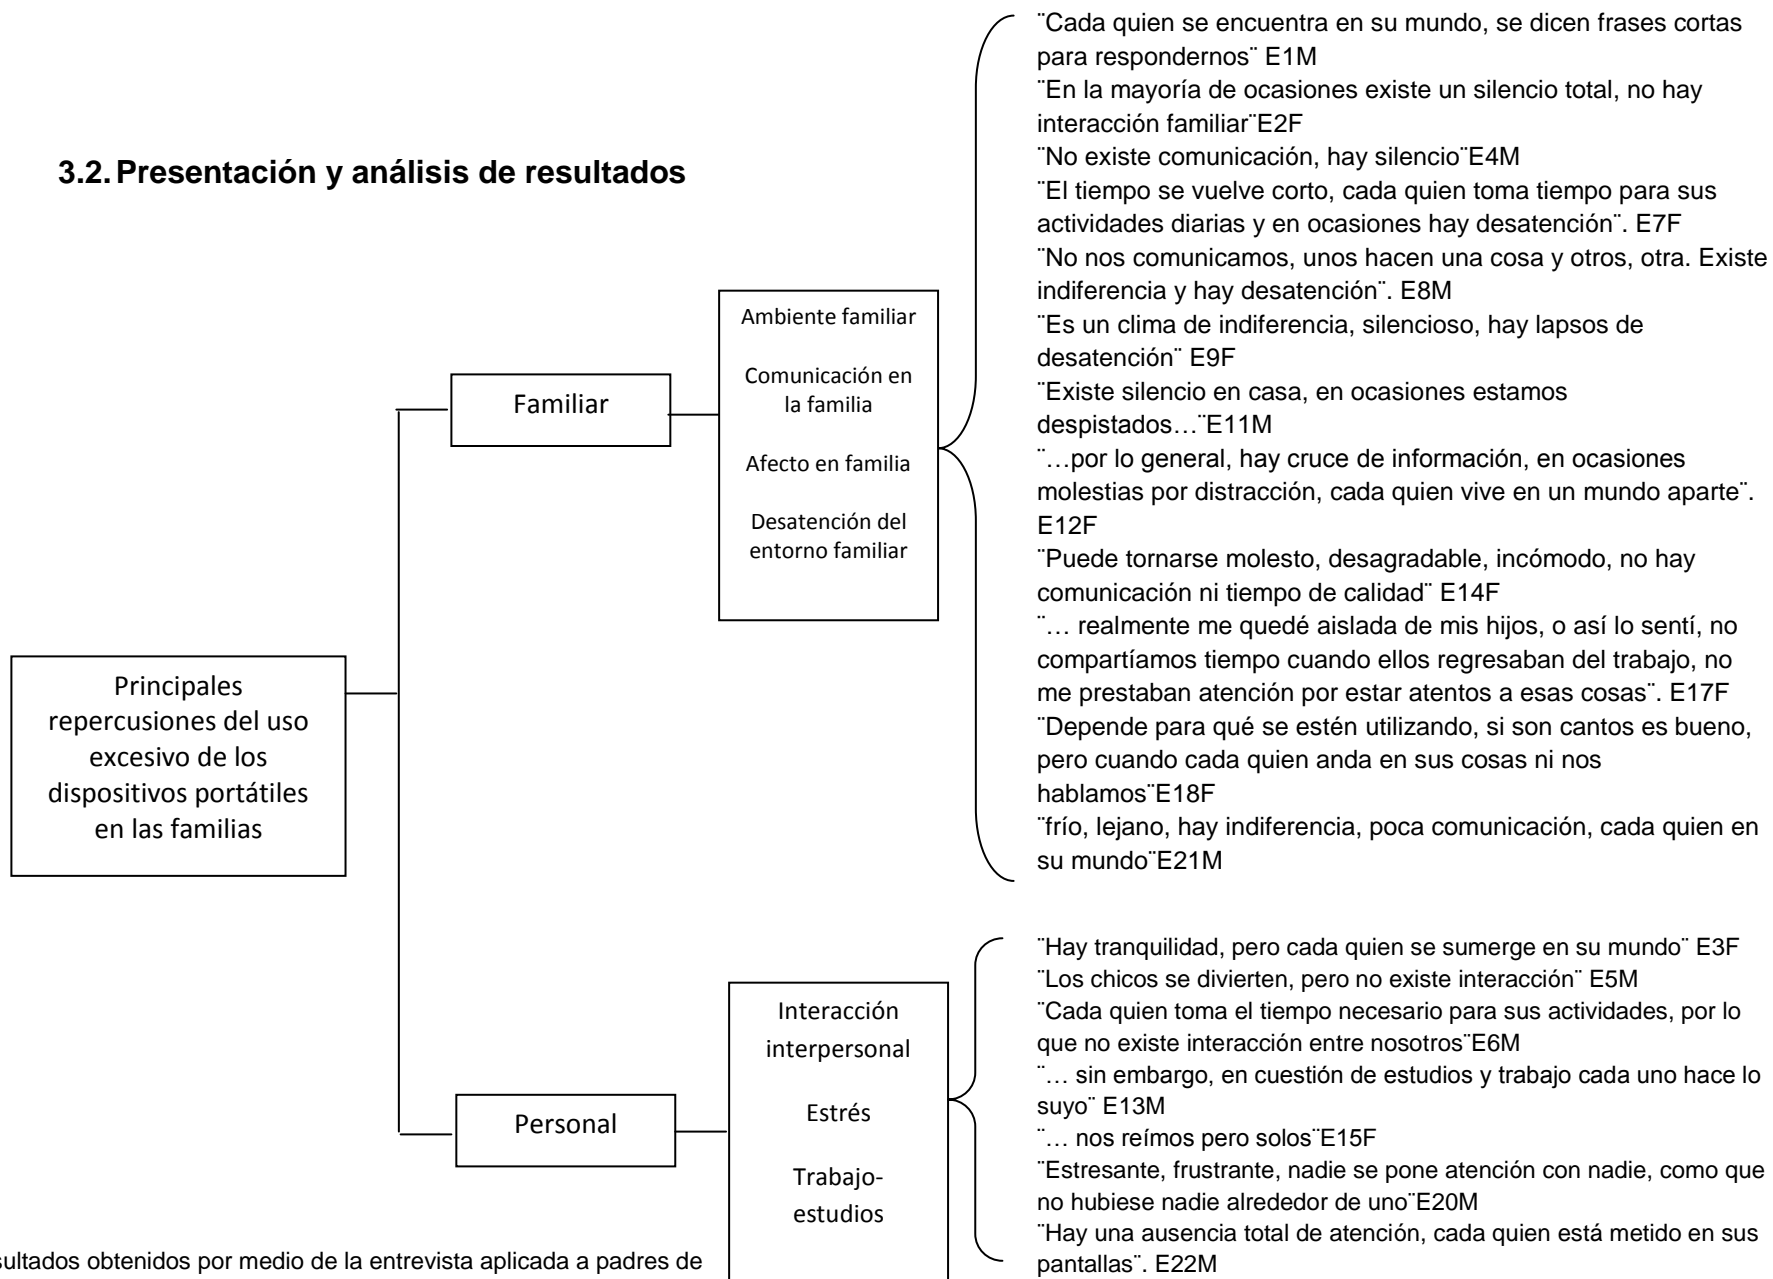 3.2. Presentación y análisis de resultados
Principales
repercusiones del uso
excesivo de los
dispositivos portátiles
en las familias
Familiar
Ambiente familiar
Comunicación en
la familia
Afecto en familia
Desatención del
entorno familiar
¨Cada quien se encuentra en su mundo, se dicen frases cortas
para respondernos¨ E1M
¨En la mayoría de ocasiones existe un silencio total, no hay
interacción familiar¨E2F
¨No existe comunicación, hay silencio¨E4M
¨El tiempo se vuelve corto, cada quien toma tiempo para sus
actividades diarias y en ocasiones hay desatención¨. E7F
¨No nos comunicamos, unos hacen una cosa y otros, otra. Existe
indiferencia y hay desatención¨. E8M
¨Es un clima de indiferencia, silencioso, hay lapsos de
desatención¨ E9F
¨Existe silencio en casa, en ocasiones estamos
despistados…¨E11M
¨…por lo general, hay cruce de información, en ocasiones
molestias por distracción, cada quien vive en un mundo aparte¨.
E12F
¨Puede tornarse molesto, desagradable, incómodo, no hay
comunicación ni tiempo de calidad¨ E14F
¨… realmente me quedé aislada de mis hijos, o así lo sentí, no
compartíamos tiempo cuando ellos regresaban del trabajo, no
me prestaban atención por estar atentos a esas cosas¨. E17F
¨Depende para qué se estén utilizando, si son cantos es bueno,
pero cuando cada quien anda en sus cosas ni nos
hablamos¨E18F
¨frío, lejano, hay indiferencia, poca comunicación, cada quien en
su mundo¨E21M
Personal
Interacción
interpersonal
Estrés
Trabajo-
estudios
¨Hay tranquilidad, pero cada quien se sumerge en su mundo¨ E3F
¨Los chicos se divierten, pero no existe interacción¨ E5M
¨Cada quien toma el tiempo necesario para sus actividades, por lo
que no existe interacción entre nosotros¨E6M
¨… sin embargo, en cuestión de estudios y trabajo cada uno hace lo
suyo¨ E13M
¨… nos reímos pero solos¨E15F
¨Estresante, frustrante, nadie se pone atención con nadie, como que
no hubiese nadie alrededor de uno¨E20M
¨Hay una ausencia total de atención, cada quien está metido en sus
pantallas¨. E22M
sultados obtenidos por medio de la entrevista aplicada a padres de